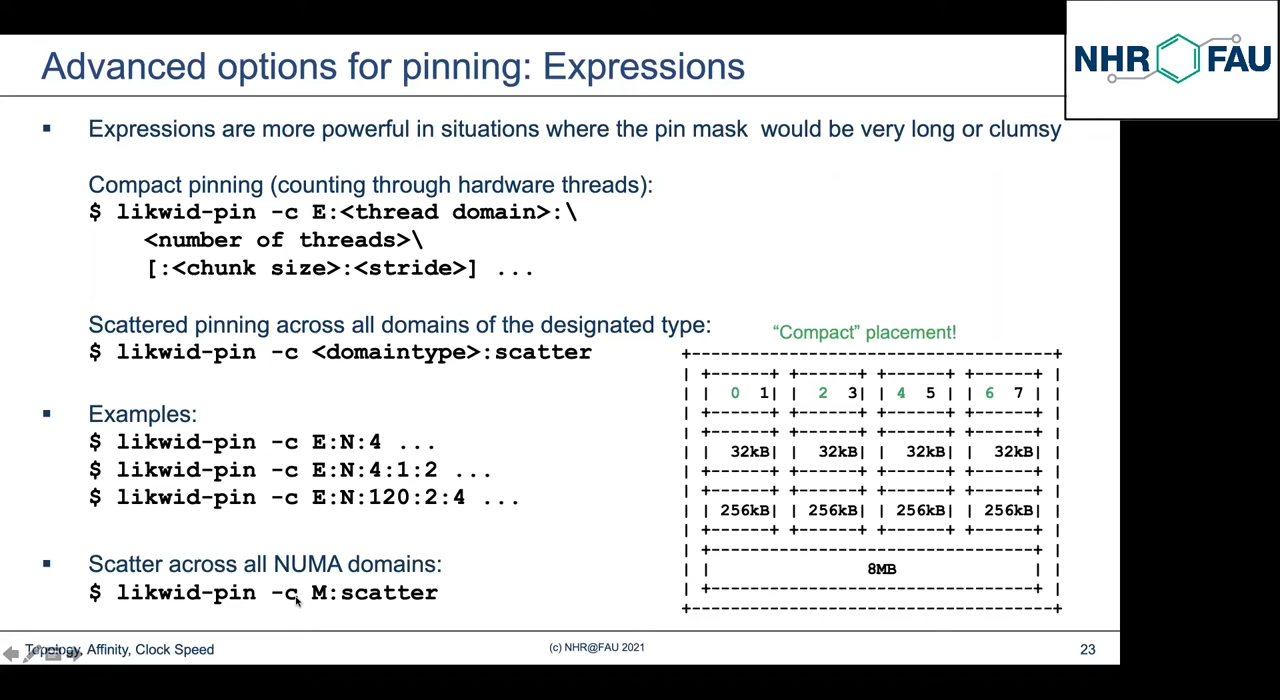 NHR FAU
Advanced options for pinning: Expressions
▪ Expressions are more powerful in situations where the pin mask would be very long or clumsy
Compact pinning (counting through hardware threads):
$ likwid-pin -c E:<thread domain>:\
<number of threads>\
[:<chunk size>:<stride>] ...
Scattered pinning across all domains of the designated type:
$ likwid-pin -c <domaintype>:scatter
▪ Examples:
$ likwid-pin -c E:N:4 ...
$ likwid-pin -c E:N:4:1:2 ...
$ likwid-pin -c E:N:120:2:4 ...
▪ Scatter across all NUMA domains:
$ likwid-pin -c M:scatter
“Compact” placement!
+--------------------------------------+
| +------+ +------+ +------+ +------+ |
| | 0 1| | 2 3| | 4 5 | | 6 7 | |
| +------+ +------+ +------+ +------+ |
| +------+ +------+ +------+ +------+ |
| | 32kB| | 32kB| | 32kB| | 32kB| |
| +------+ +------+ +------+ +------+ |
| +------+ +------+ +------+ +------+ |
| | 256kB| | 256kB| | 256kB| | 256kB| |
| +------+ +------+ +------+ +------+ |
| +----------------------------------+ |
| | 8MB | |
| +----------------------------------+ |
+--------------------------------------+
Topology, Affinity, Clock Speed
(c) NHR@FAU 2021
23